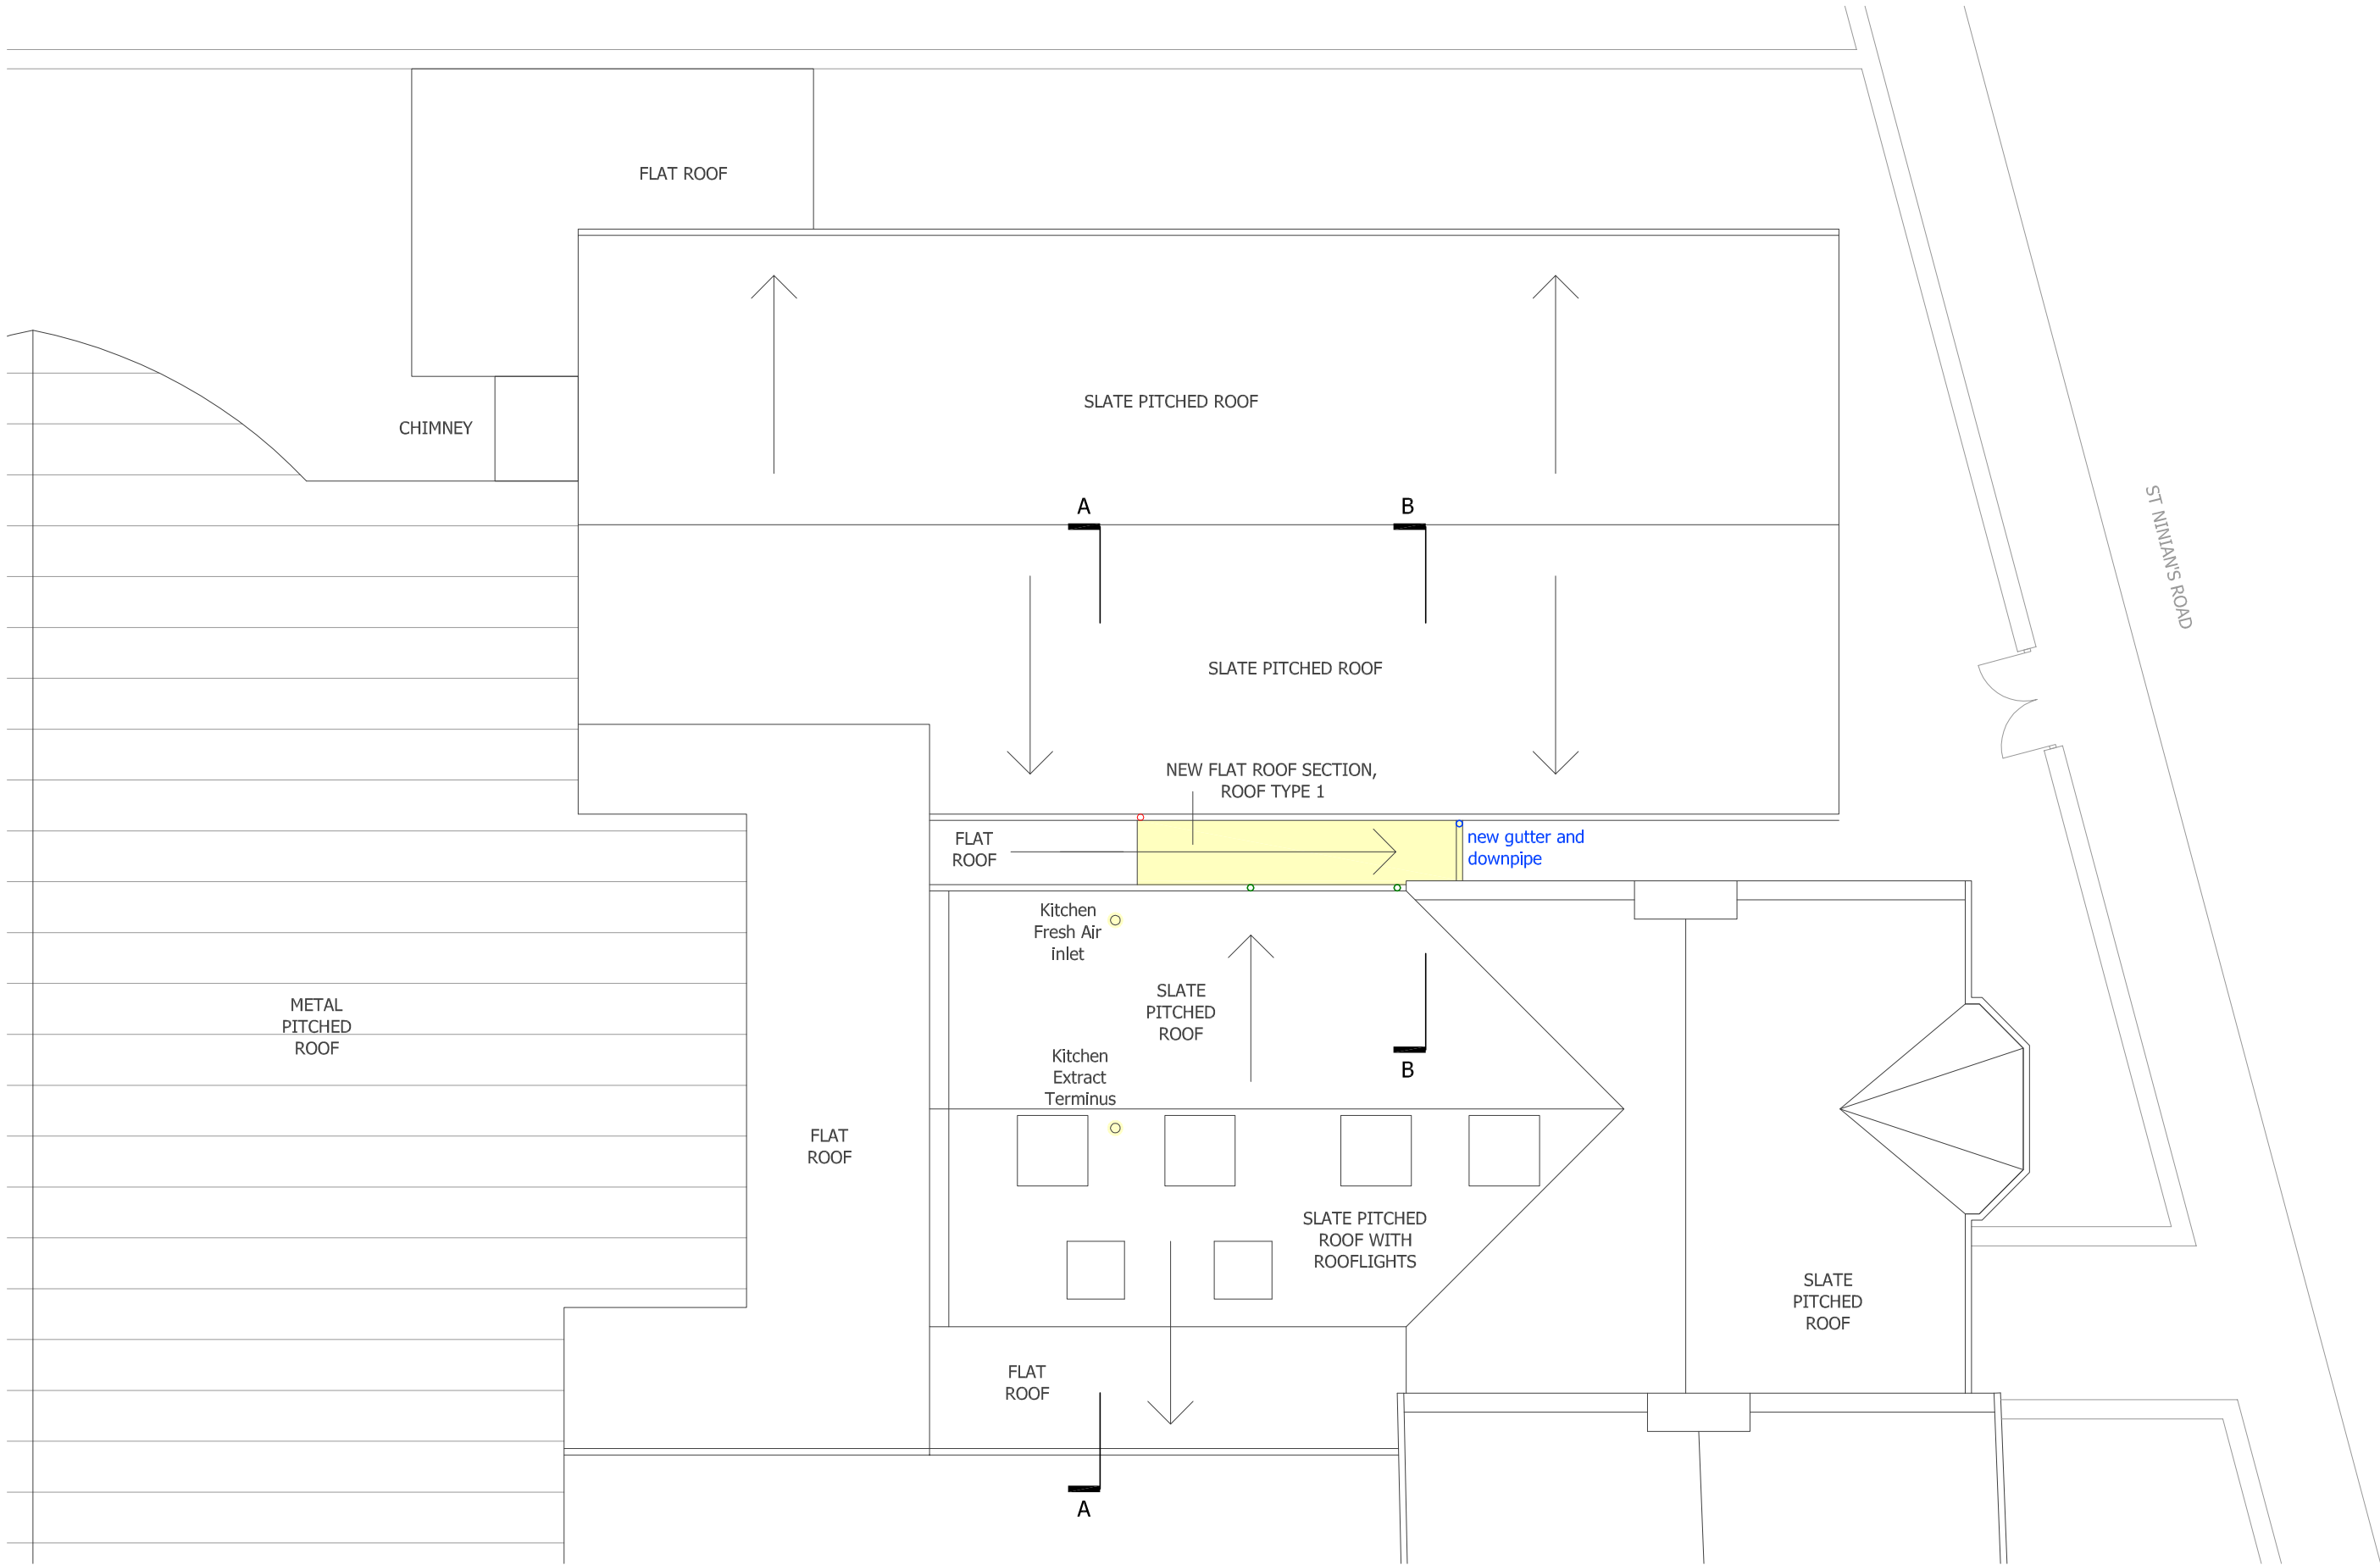 FLAT ROOF
SLATE PITCHED ROOF
CHIMNEY
A
B
ST NINIAN'S ROAD
SLATE PITCHED ROOF
NEW FLAT ROOF SECTION,
ROOF TYPE 1
FLAT
ROOF
new gutter and
downpipe
Kitchen
Fresh Air
inlet
SLATE
PITCHED
ROOF
METAL
PITCHED
ROOF
Kitchen
Extract
Terminus
B
FLAT
ROOF
SLATE PITCHED
ROOF WITH
ROOFLIGHTS
SLATE
PITCHED
ROOF
FLAT
ROOF
A